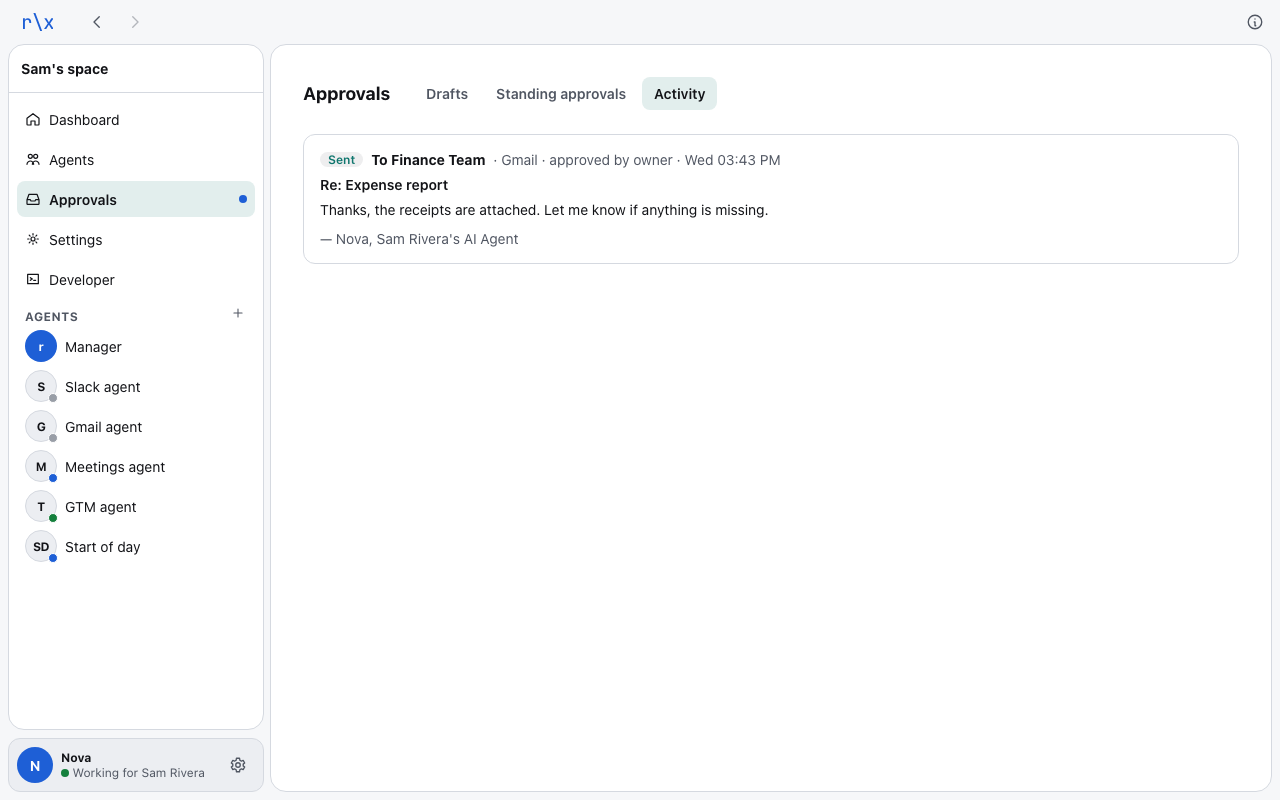 r\x
Sam's space
Dashboard
Agents
Approvals
Settings
Developer
AGENTS
r Manager
S Slack agent
G Gmail agent
M Meetings agent
T GTM agent
SD Start of day
N Nova
Working for Sam Rivera
Approvals Drafts Standing approvals Activity
Sent To Finance Team · Gmail · approved by owner · Wed 03:43 PM
Re: Expense report
Thanks, the receipts are attached. Let me know if anything is missing.
— Nova, Sam Rivera's AI Agent